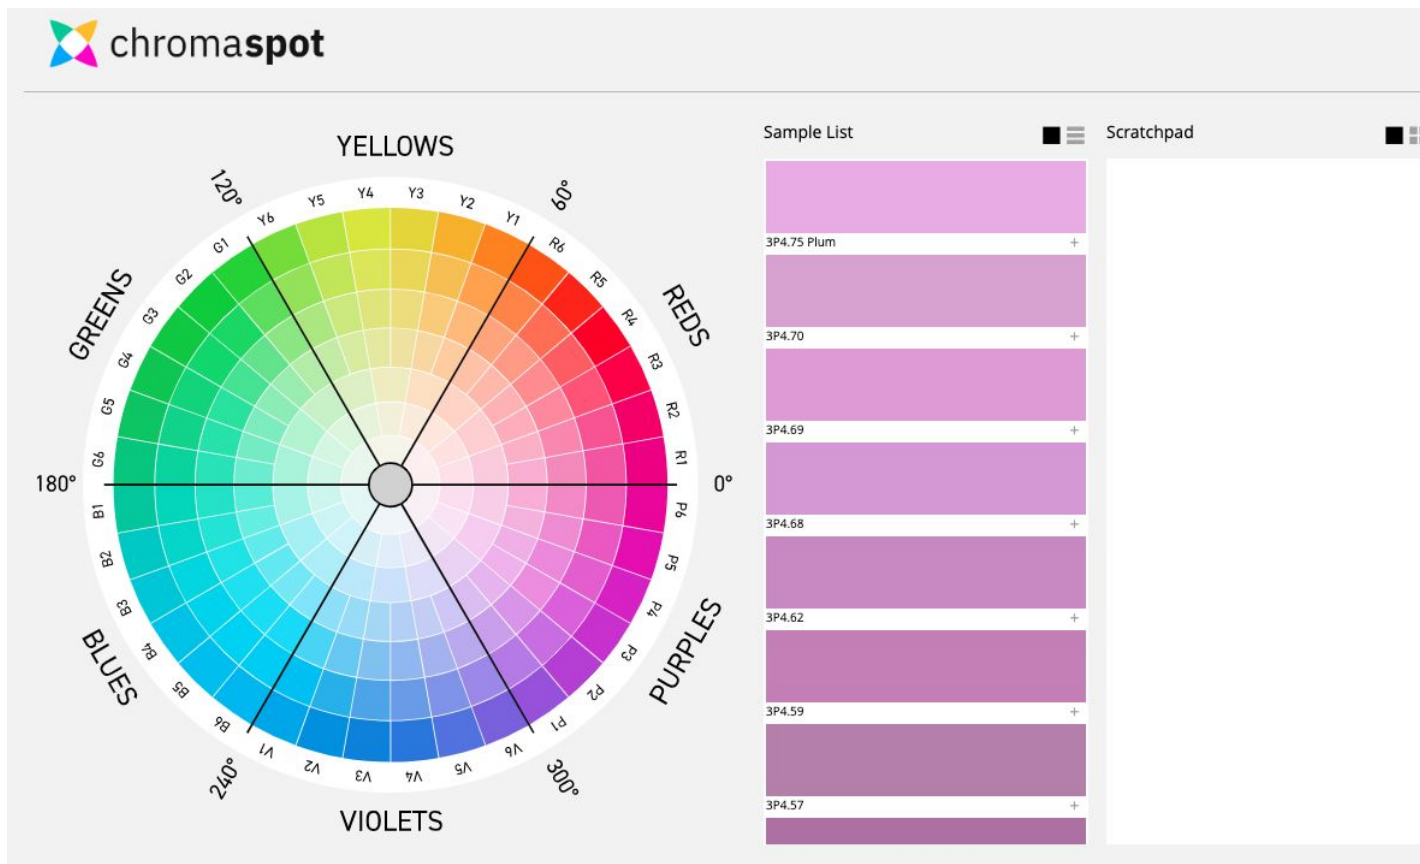 chromaspot
YELLOWS
120°
60°
Y6
Y5
Y4
Y3
Y2
Y1
G1
G2
G3
G4
G5
G6
GREENS
R6
R5
R4
R3
R2
R1
REDS
180°
0°
B1
B2
B3
B4
B5
B6
BLUES
P6
P5
P4
P3
P2
P1
PURPLES
V1
V2
V3
V4
V5
V6
240°
300°
VIOLETS
Sample List
3P4.75 Plum +
3P4.70 +
3P4.69 +
3P4.68 +
3P4.62 +
3P4.59 +
3P4.57 +
Scratchpad